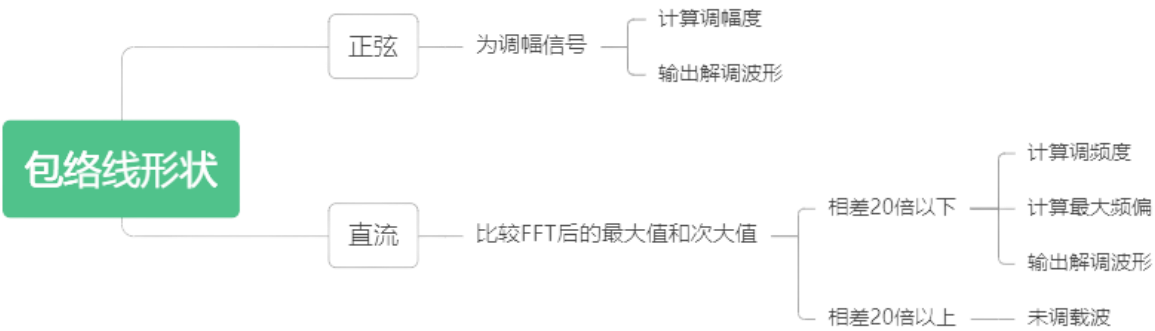 包络线形状
正弦
为调幅信号
计算调幅度
输出解调波形
直流
比较FFT后的最大值和次大值
相差20倍以下
计算调频度
计算最大频偏
输出解调波形
相差20倍以上
未调载波